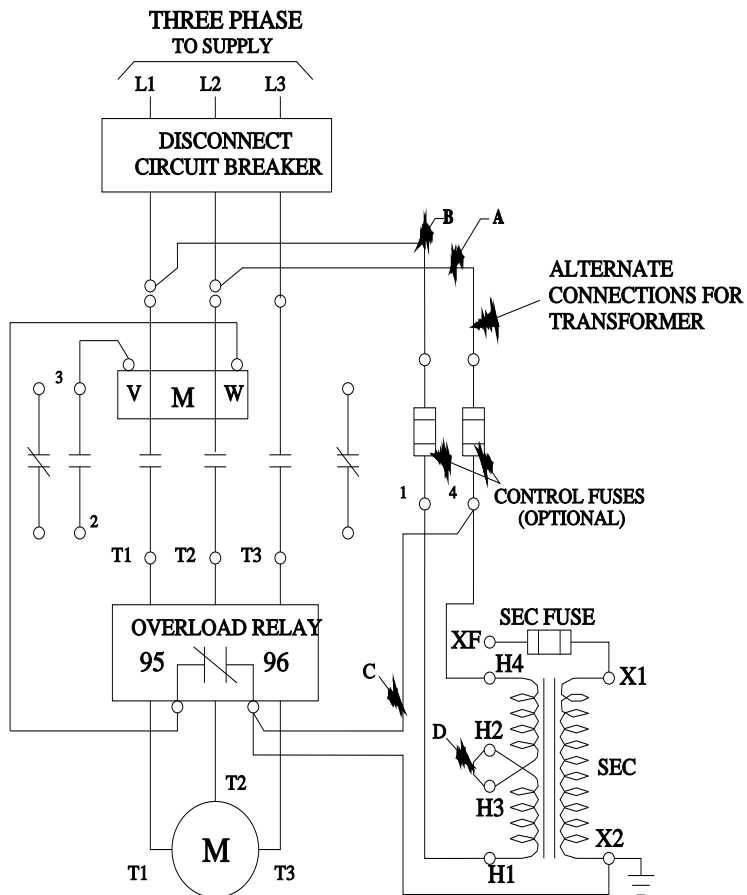 THREE PHASE
TO SUPPLY
L1 L2 L3
DISCONNECT
CIRCUIT BREAKER
B A
ALTERNATE
CONNECTIONS FOR
TRANSFORMER
3 V M W
1 4 CONTROL FUSES
(OPTIONAL)
2
T1 T2 T3
OVERLOAD RELAY
95 96
SEC FUSE
XF
H4 X1
C
D H2
SEC
H3
T2
X2
M
T1 T3
H1